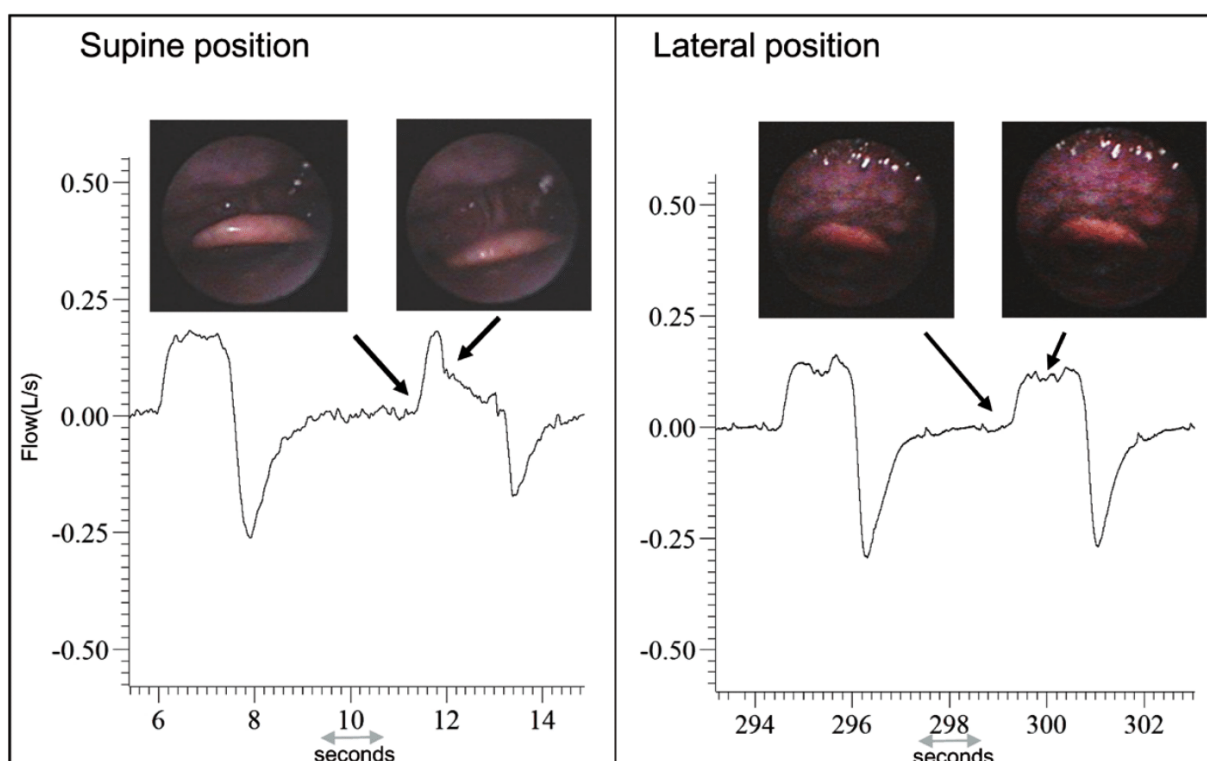 Supine position
Lateral position
Flow(L/s)
0.50
0.25
0.00
-0.25
-0.50
6 8 10 12 14
seconds
0.50
0.25
0.00
-0.25
-0.50
294 296 298 300 302
seconds